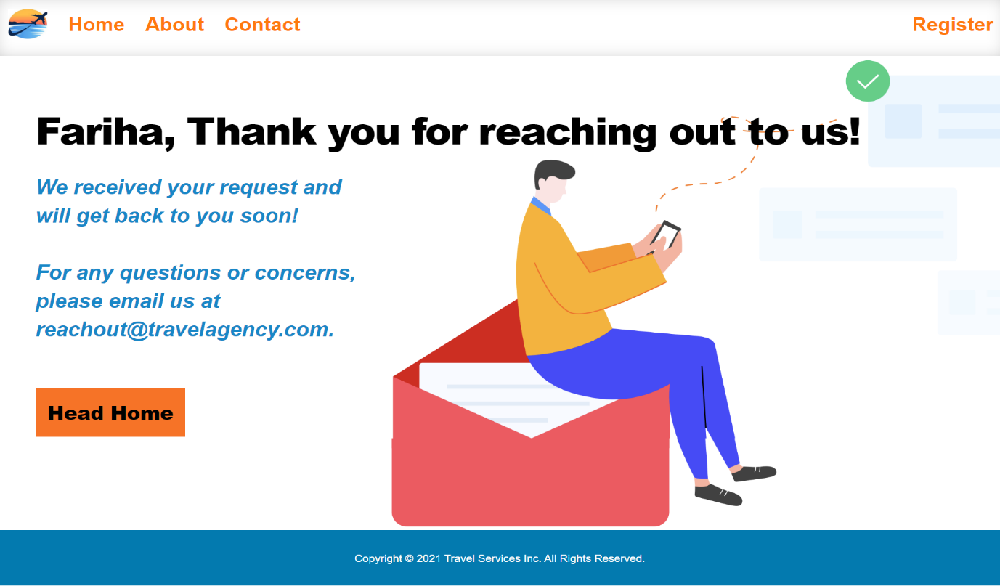 Home About Contact Register
Fariha, Thank you for reaching out to us!
We received your request and
will get back to you soon!
For any questions or concerns,
please email us at
reachout@travelagency.com.
Head Home
Copyright © 2021 Travel Services Inc. All Rights Reserved.